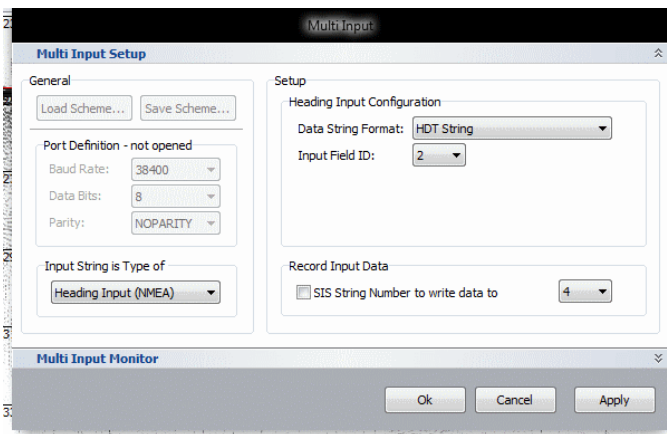 Multi Input
Multi Input Setup
General
Load Scheme...
Save Scheme...
Port Definition - not opened
Baud Rate: 38400
Data Bits: 8
Parity: NOPARITY
Input String is Type of
Heading Input (NMEA)
Setup
Heading Input Configuration
Data String Format: HDT String
Input Field ID: 2
Record Input Data
SIS String Number to write data to 4
Multi Input Monitor
Ok Cancel Apply